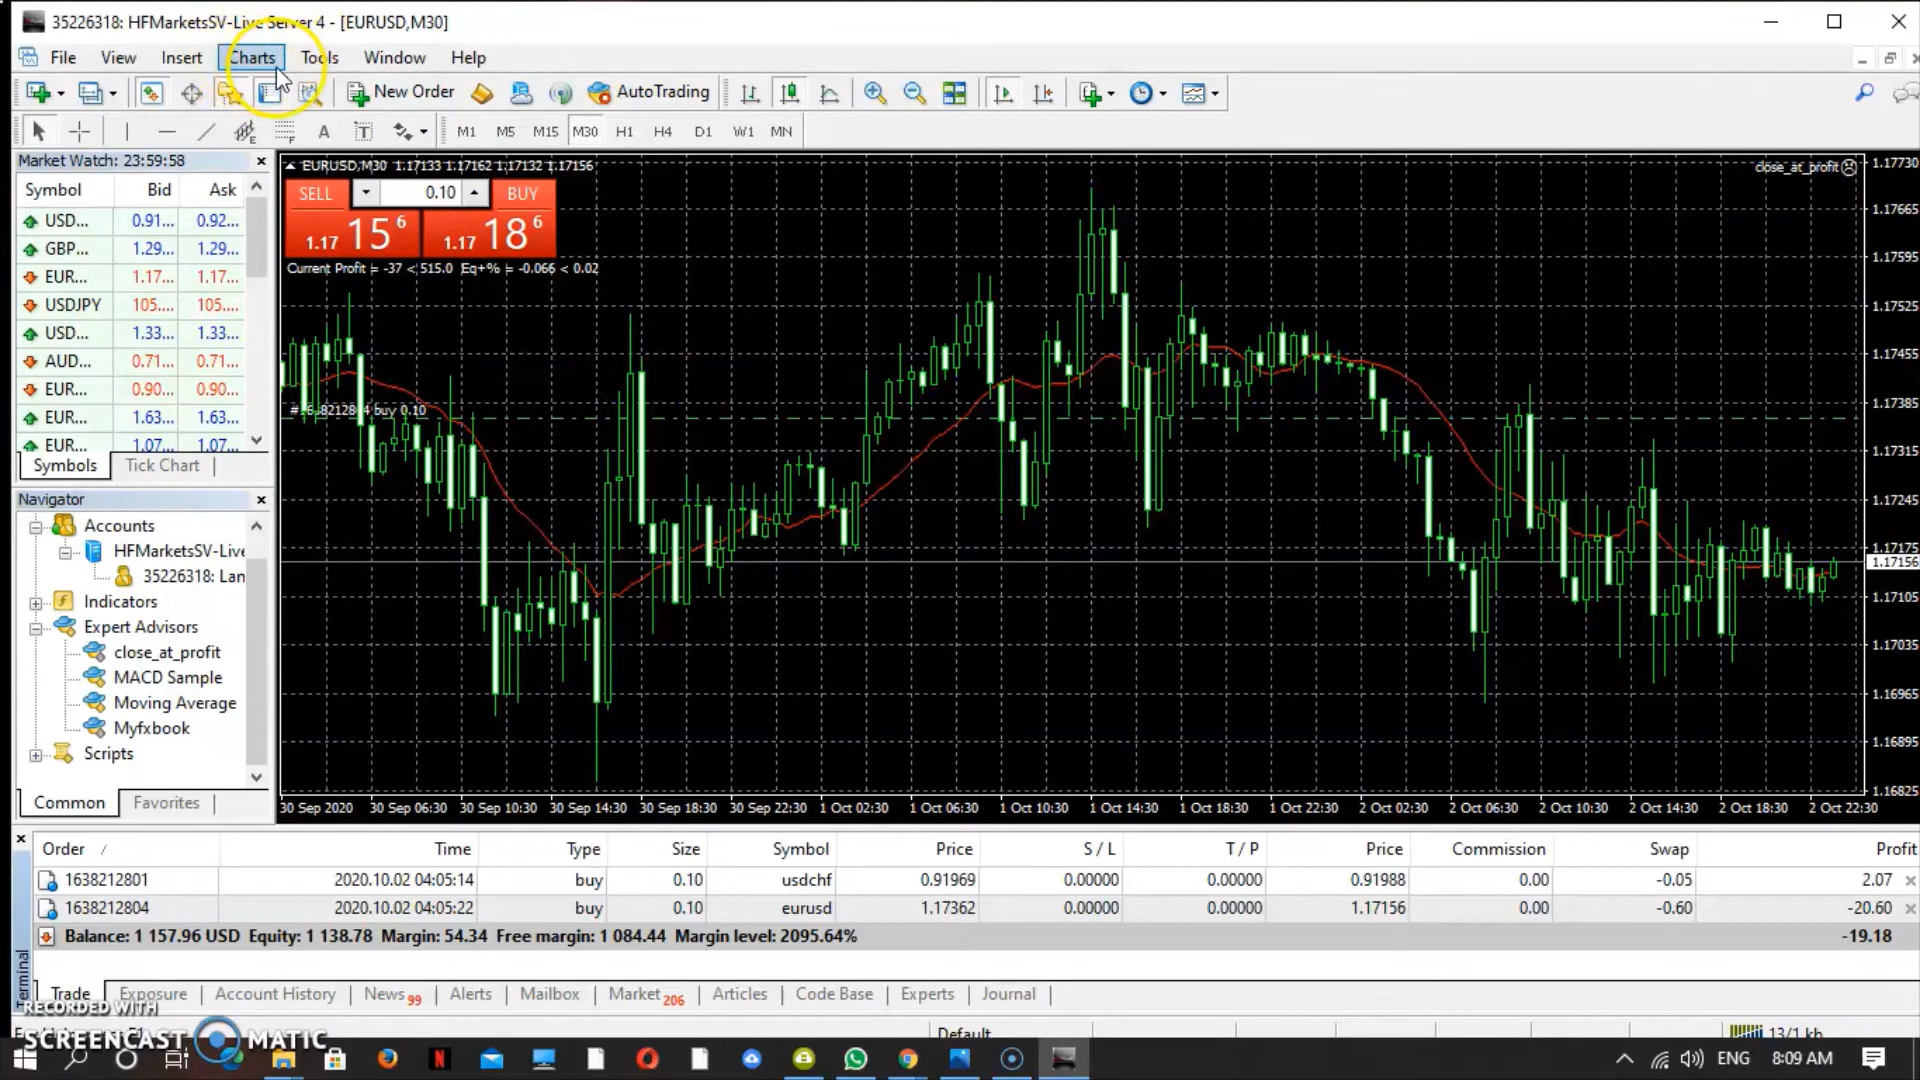 35226318: HFMarketsSV-Live Server 4 - [EURUSD,M30]
File View Insert Charts Tools Window Help
New Order AutoTrading
A T M1 M5 M15 M30 H1 H4 D1 W1 MN
Market Watch: 23:59:58
Symbol Bid Ask
USD... 0.91... 0.92...
GBP... 1.29... 1.29...
EUR... 1.17... 1.17...
USDJPY 105.... 105....
USD... 1.33... 1.33...
AUD... 0.71... 0.71...
EUR... 0.90... 0.90...
EUR... 1.63... 1.63...
EUR... 1.07... 1.07...
Symbols Tick Chart
Navigator
Accounts
HFMarketsSV-Live
35226318: Lan
Indicators
Expert Advisors
close_at_profit
MACD Sample
Moving Average
Myfxbook
Scripts
Common Favorites
EURUSD,M30 1.17133 1.17162 1.17132 1.17156
close_at_profit
SELL 0.10 BUY
1.17 15 6 1.17 18 6
Current Profit = -37 < 515.0 Eq+% = -0.066 < 0.02
buy 0.10
1.17730
1.17665
1.17595
1.17525
1.17455
1.17385
1.17315
1.17245
1.17175
1.17156
1.17105
1.17035
1.16965
1.16895
1.16825
30 Sep 2020 30 Sep 06:30 30 Sep 10:30 30 Sep 14:30 30 Sep 18:30 30 Sep 22:30 1 Oct 02:30 1 Oct 06:30 1 Oct 10:30 1 Oct 14:30 1 Oct 18:30 1 Oct 22:30 2 Oct 02:30 2 Oct 06:30 2 Oct 10:30 2 Oct 14:30 2 Oct 18:30 2 Oct 22:30
Order / Time Type Size Symbol Price S / L T / P Price Commission Swap Profit
1638212801 2020.10.02 04:05:14 buy 0.10 usdchf 0.91969 0.00000 0.00000 0.91988 0.00 -0.05 2.07
1638212804 2020.10.02 04:05:22 buy 0.10 eurusd 1.17362 0.00000 0.00000 1.17156 0.00 -0.60 -20.60
Balance: 1 157.96 USD Equity: 1 138.78 Margin: 54.34 Free margin: 1 084.44 Margin level: 2095.64% -19.18
Trade Exposure Account History News 99 Alerts Mailbox Market 206 Articles Code Base Experts Journal
RECORDED WITH
SCREENCAST MATIC
Default 13/1 kb
ENG 8:09 AM